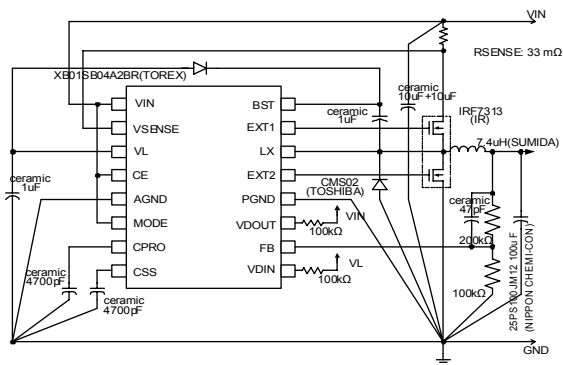 VIN
RSENSE: 33 mΩ
XB01SB04A2BR(TOREX)
ceramic
10uF+10uF
IRF7313
(IR)
VIN
BST
ceramic
1uF
VSENSE
EXT1
VL
LX
7.4uH(SUMIDA)
ceramic
1uF
CE
EXT2
CMS02
(TOSHIBA)
AGND
PGND
ceramic
47pF
MODE
VDOUT
VIN
100kΩ
200kΩ
CPRO
FB
ceramic
4700pF
CSS
VDIN
VL
100kΩ
ceramic
4700pF
100kΩ
25PS100JM12 100uF
(NIPPON CHEMI-CON)
GND